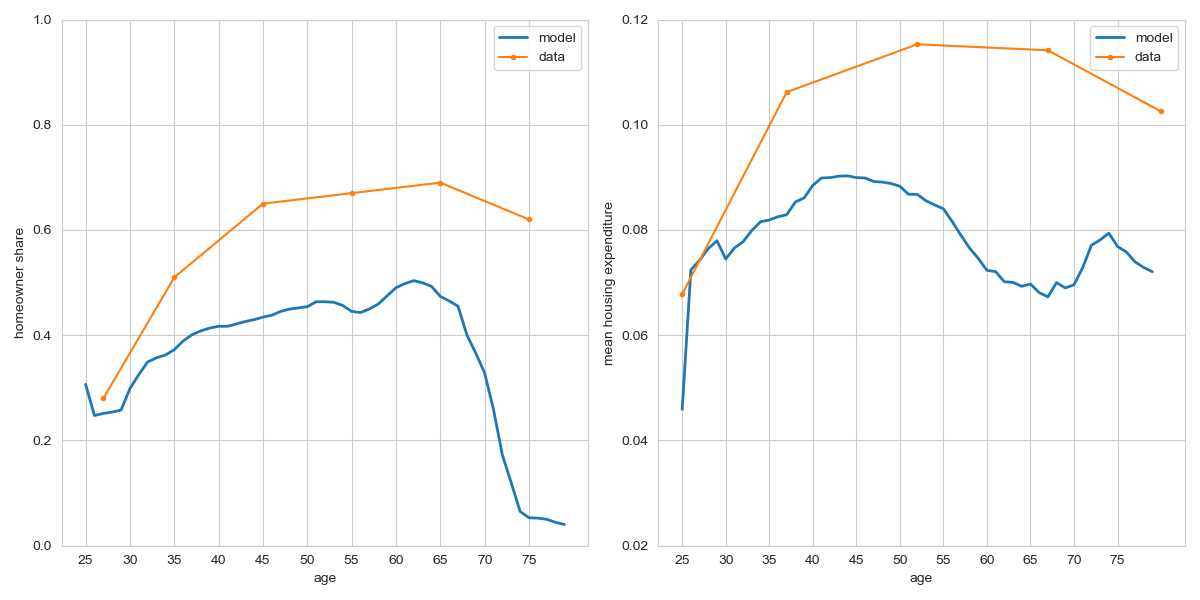 1.0
0.8
0.6
0.4
0.2
0.0
homeowner share
25 30 35 40 45 50 55 60 65 70 75
age
model
data
0.12
0.10
0.08
0.06
0.04
0.02
mean housing expenditure
25 30 35 40 45 50 55 60 65 70 75
age
model
data